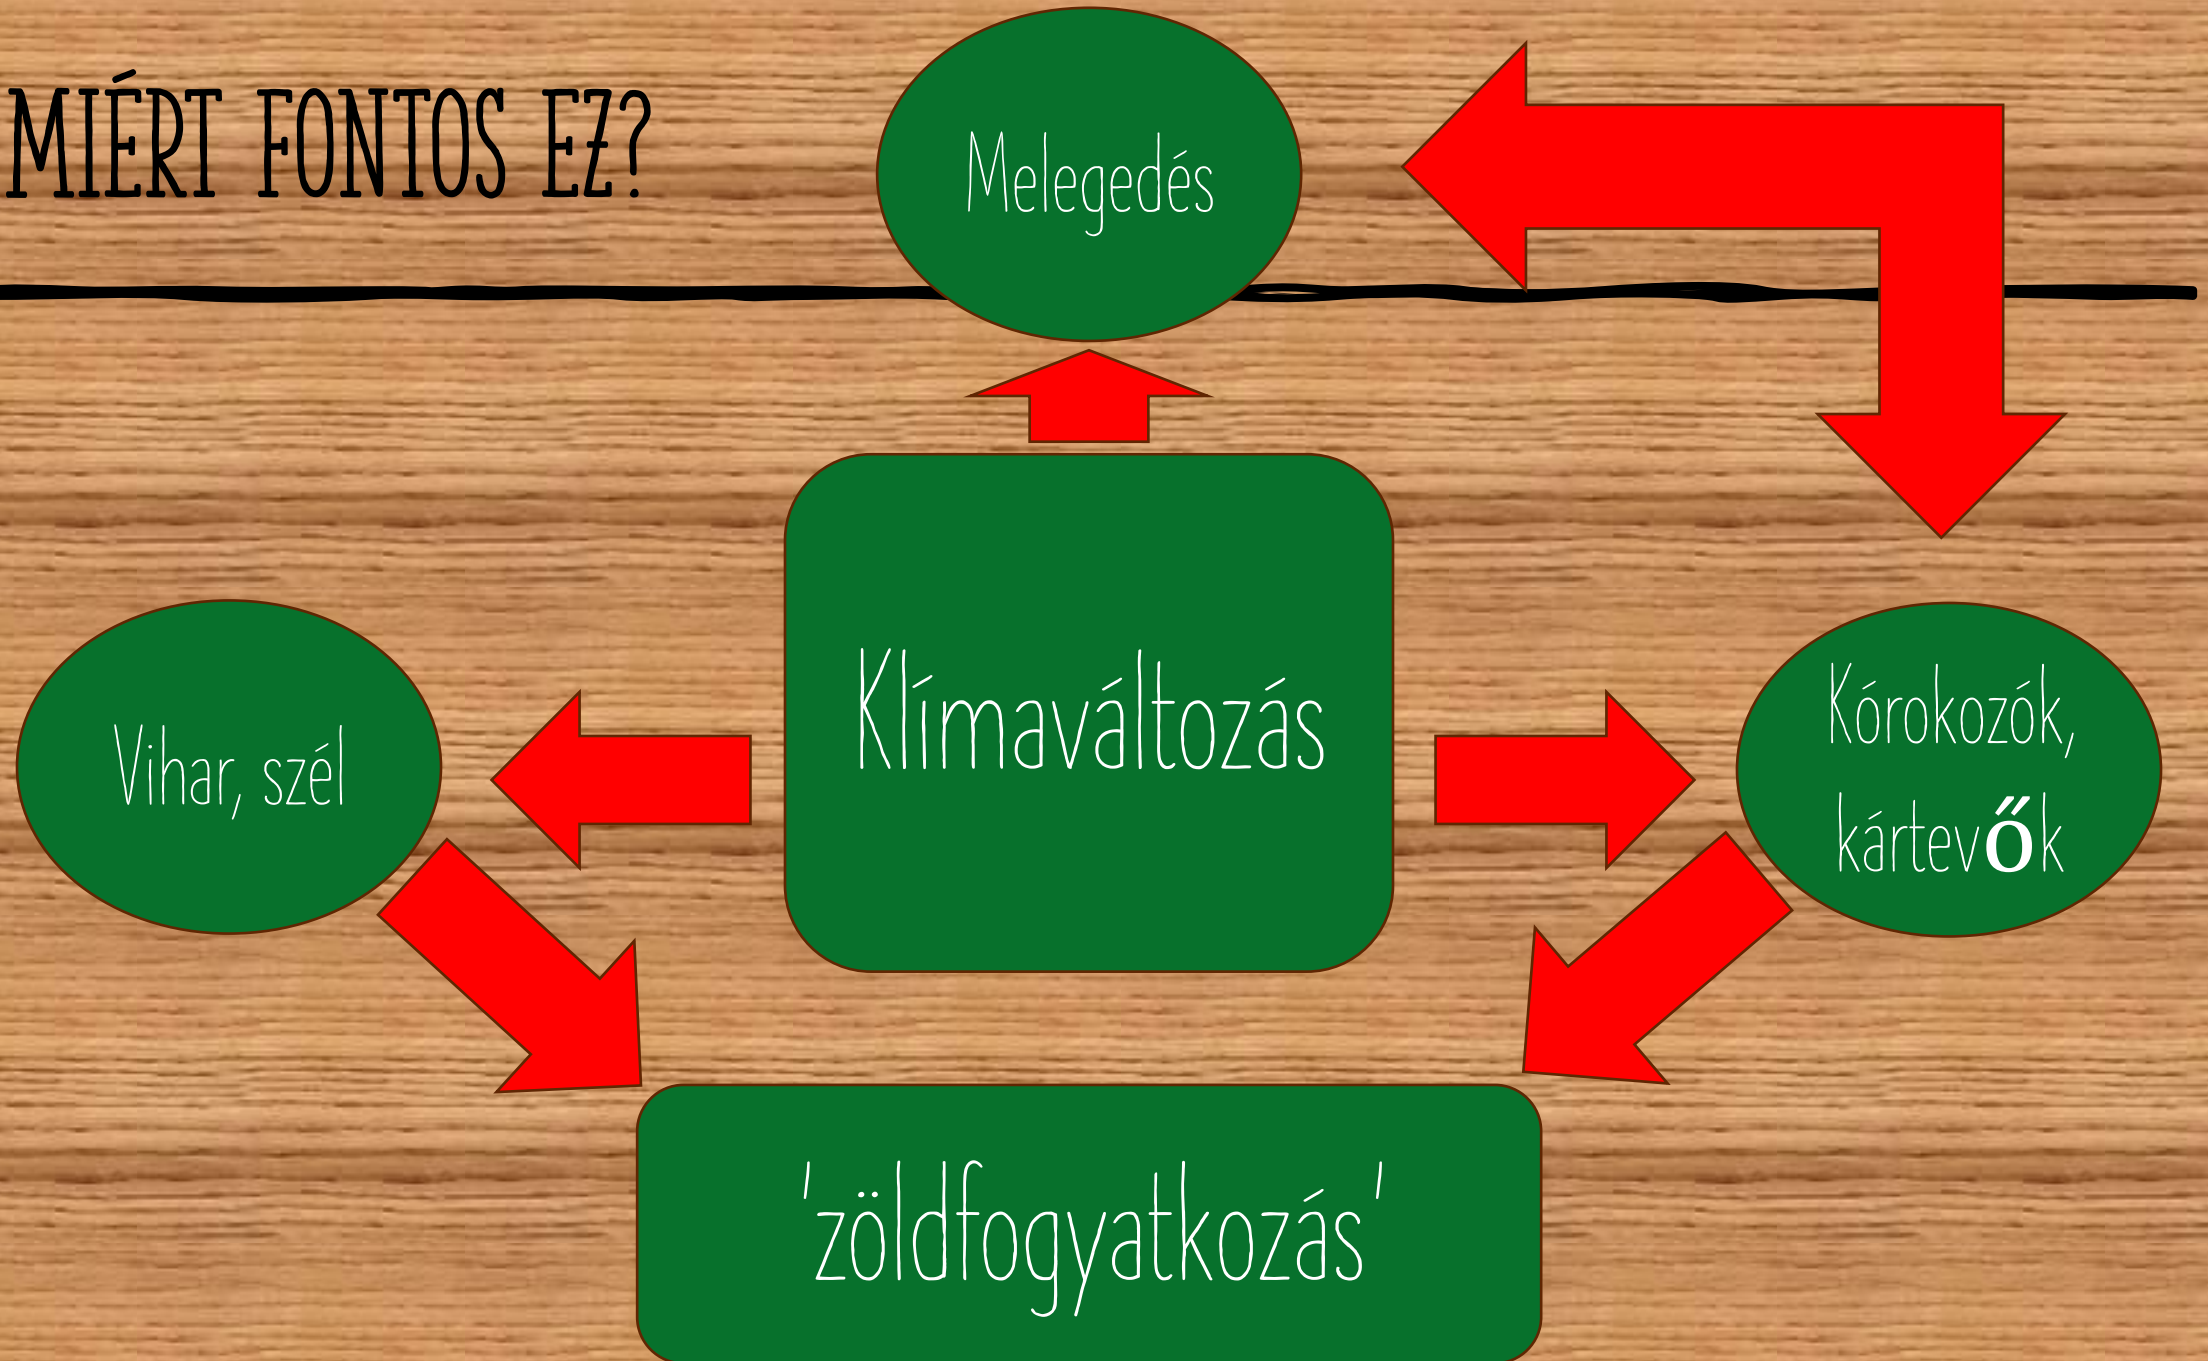 MIÉRT FONTOS EZ?
Melegedés
Klímaváltozás
Vihar, szél
Kórokozók,
kártevők
'zöldfogyatkozás'